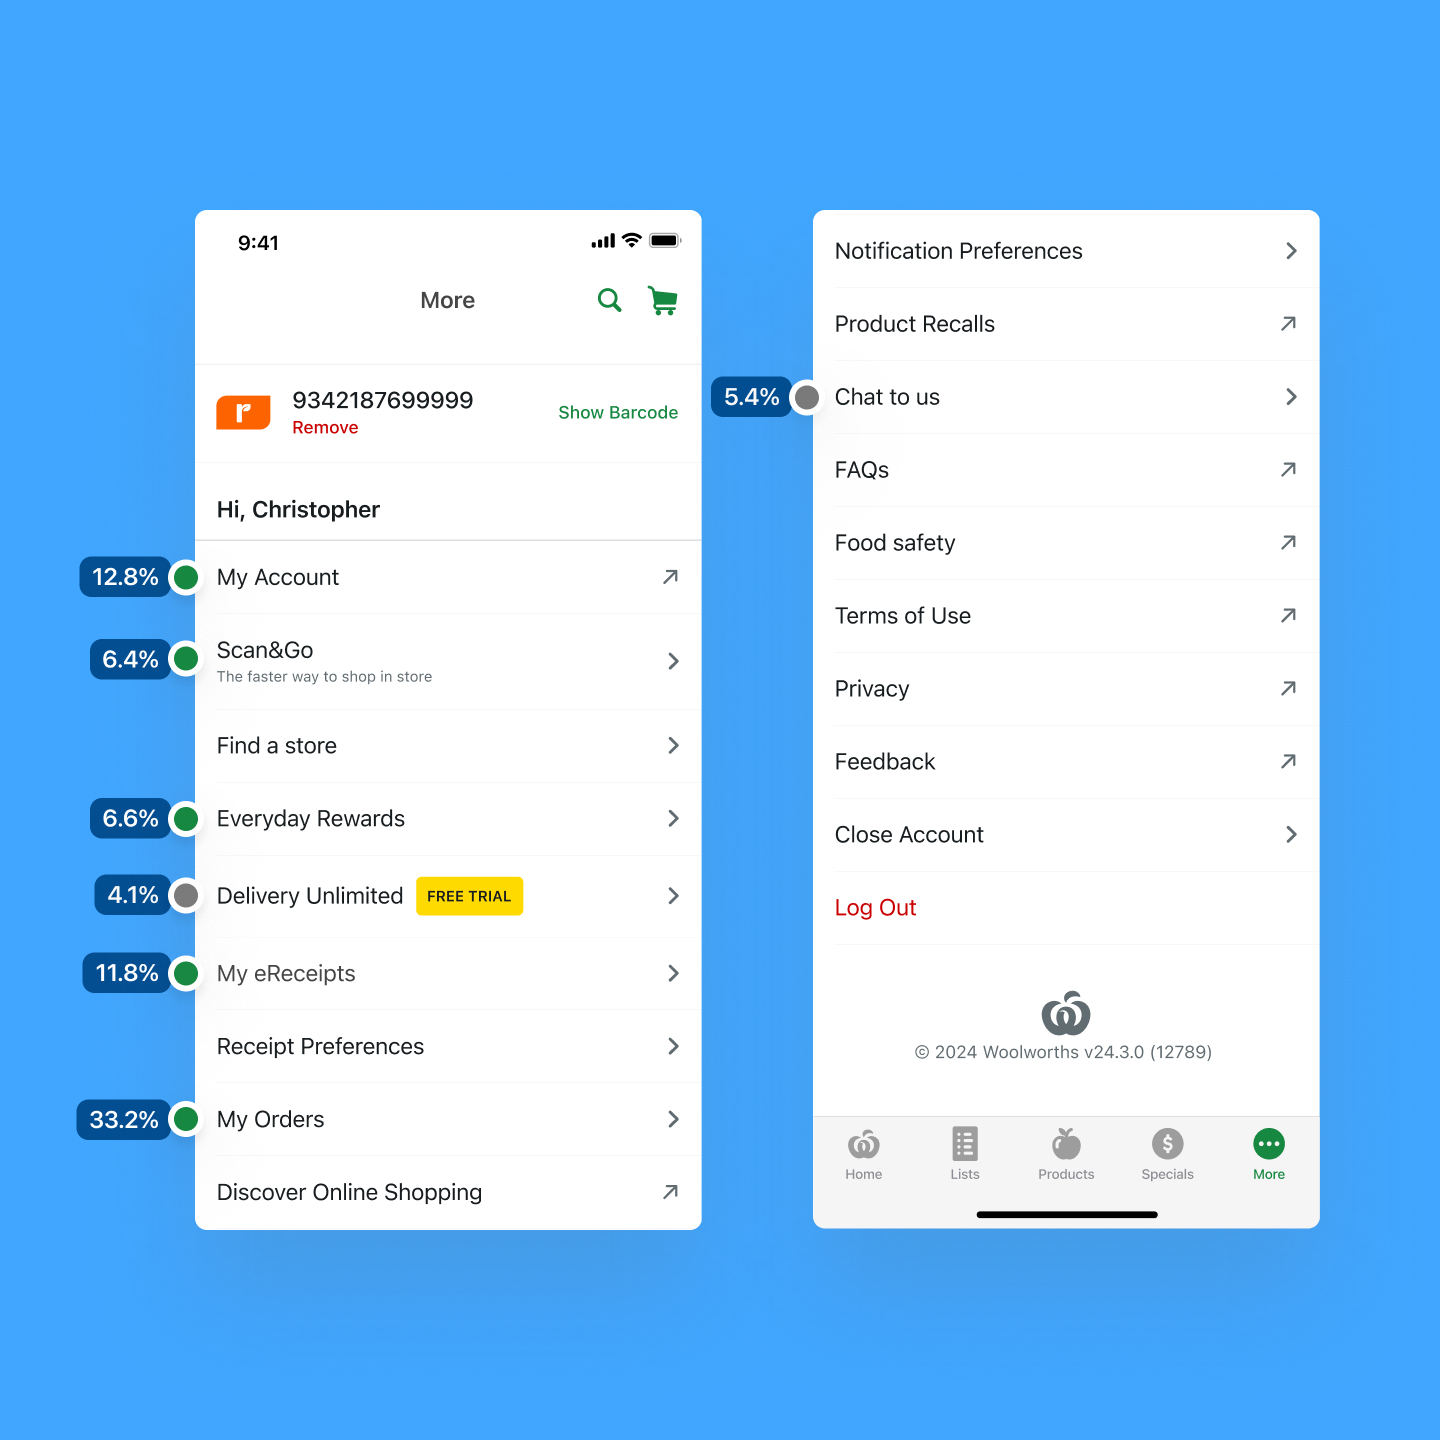 9:41
More
r
9342187699999
Remove
Show Barcode
Hi, Christopher
12.8%
My Account
6.4%
Scan&Go
The faster way to shop in store
Find a store
6.6%
Everyday Rewards
4.1%
Delivery Unlimited
FREE TRIAL
11.8%
My eReceipts
Receipt Preferences
33.2%
My Orders
Discover Online Shopping
Notification Preferences
Product Recalls
5.4%
Chat to us
FAQs
Food safety
Terms of Use
Privacy
Feedback
Close Account
Log Out
© 2024 Woolworths v24.3.0 (12789)
$
Home
Lists
Products
Specials
More